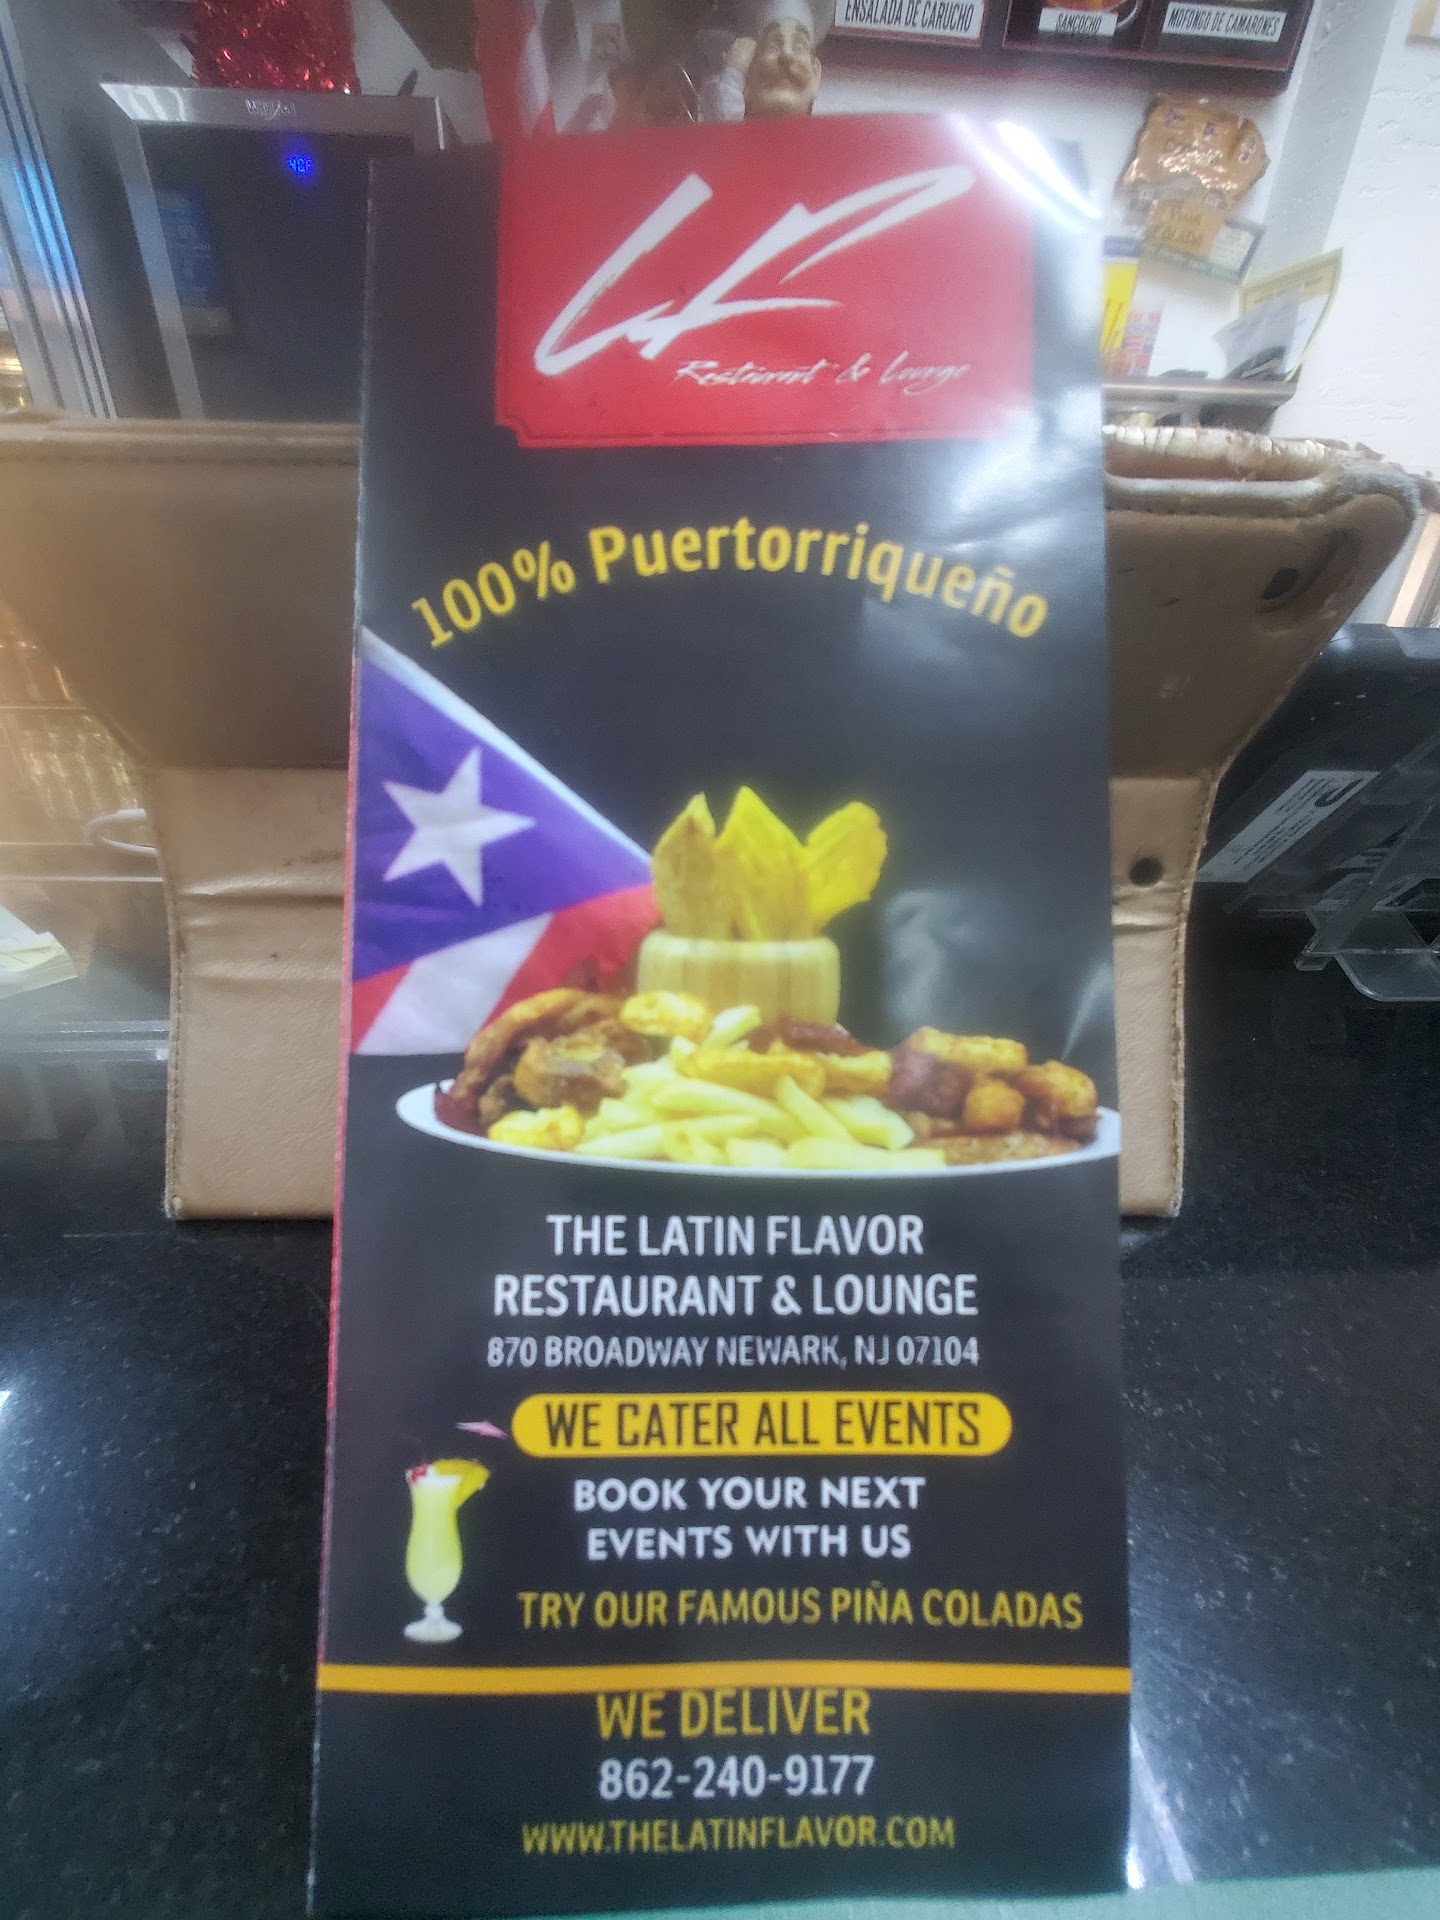 ENSALADA DE CARUCHO
SANCOCHO
MOFONGO DE CAMARONES
LF
Restaurant & Lounge
100% Puertorriqueño
THE LATIN FLAVOR
RESTAURANT & LOUNGE
870 BROADWAY NEWARK, NJ 07104
WE CATER ALL EVENTS
BOOK YOUR NEXT
EVENTS WITH US
TRY OUR FAMOUS PIÑA COLADAS
WE DELIVER
862-240-9177
WWW.THELATINFLAVOR.COM